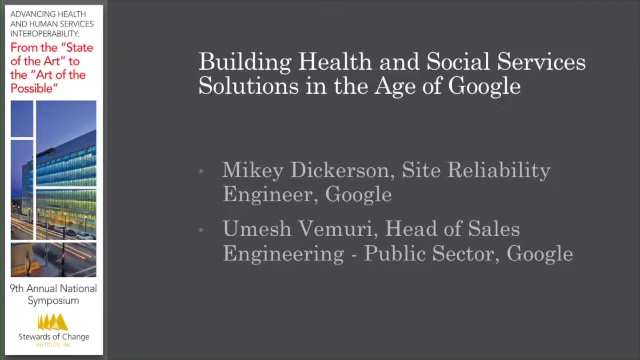 ADVANCING HEALTH
AND HUMAN SERVICES
INTEROPERABILITY:
From the “State
of the Art” to
the “Art of the
Possible”
9th Annual National
Symposium
Stewards of Change
INSTITUTE, INC
Building Health and Social Services
Solutions in the Age of Google
• Mikey Dickerson, Site Reliability
Engineer, Google
• Umesh Vemuri, Head of Sales
Engineering - Public Sector, Google